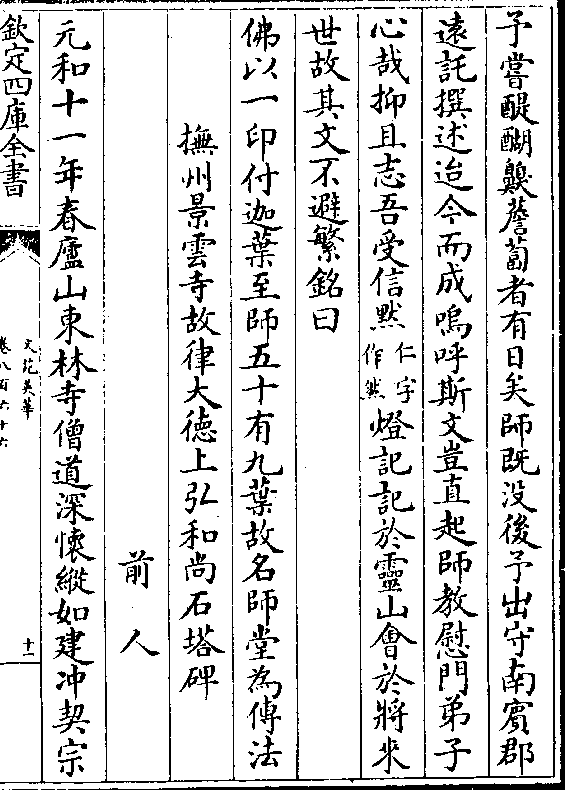 予嘗醍醐嗅薝蔔者有日矣師既没後予出守南賓郡
遠託撰述迨今而成嗚呼斯文豈直起師教慰門弟子
心哉抑且志吾受信黙仁字作然燈記記於靈山會於將來
世故其文不避繁銘曰
佛以一印付迦葉至師五十有九葉故名師堂為傳法
撫州景雲寺故律大德上弘和尚石塔碑
前人
元和十一年春廬山東林寺僧道深懷縱如建冲契宗
欽定四庫全書
文苑英華
卷八百六十六
十一